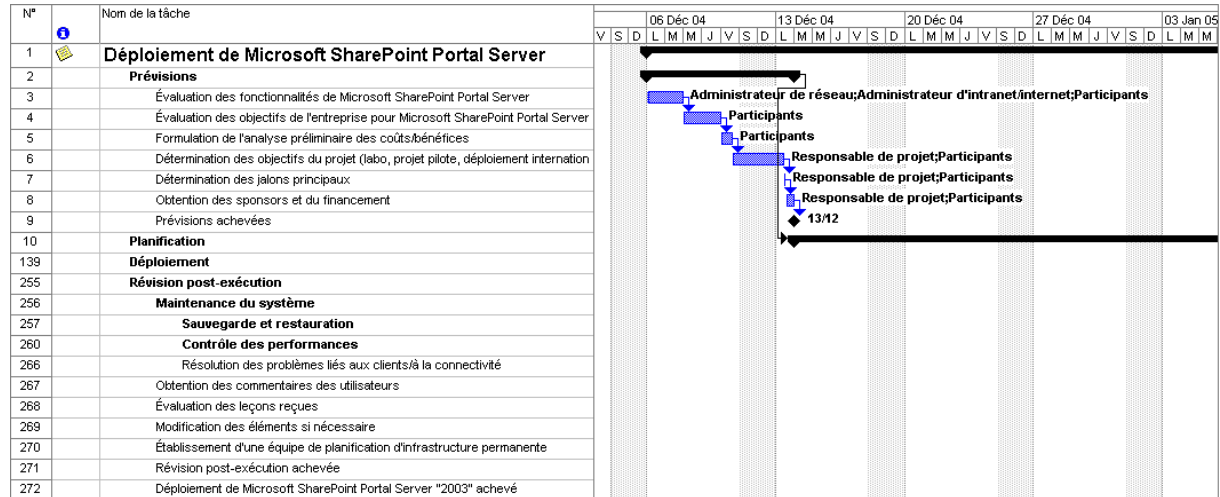 N° Nom de la tâche 06 Déc 04 13 Déc 04 20 Déc 04 27 Déc 04 03 Jan 05
V S D L M M J V S D L M M J V S D L M M J V S D L M M J V S D L M M
1 Déploiement de Microsoft SharePoint Portal Server
2 Prévisions
3 Évaluation des fonctionnalités de Microsoft SharePoint Portal Server Administrateur de réseau;Administrateur d'intranet/internet;Participants
4 Évaluation des objectifs de l'entreprise pour Microsoft SharePoint Portal Server Participants
5 Formulation de l'analyse préliminaire des coûts/bénéfices Participants
6 Détermination des objectifs du projet (labo, projet pilote, déploiement internation Responsable de projet;Participants
7 Détermination des jalons principaux Responsable de projet;Participants
8 Obtention des sponsors et du financement Responsable de projet;Participants
9 Prévisions achevées 13/12
10 Planification
139 Déploiement
255 Révision post-exécution
256 Maintenance du système
257 Sauvegarde et restauration
260 Contrôle des performances
266 Résolution des problèmes liés aux clients/à la connectivité
267 Obtention des commentaires des utilisateurs
268 Évaluation des leçons reçues
269 Modification des éléments si nécessaire
270 Établissement d'une équipe de planification d'infrastructure permanente
271 Révision post-exécution achevée
272 Déploiement de Microsoft SharePoint Portal Server "2003" achevé